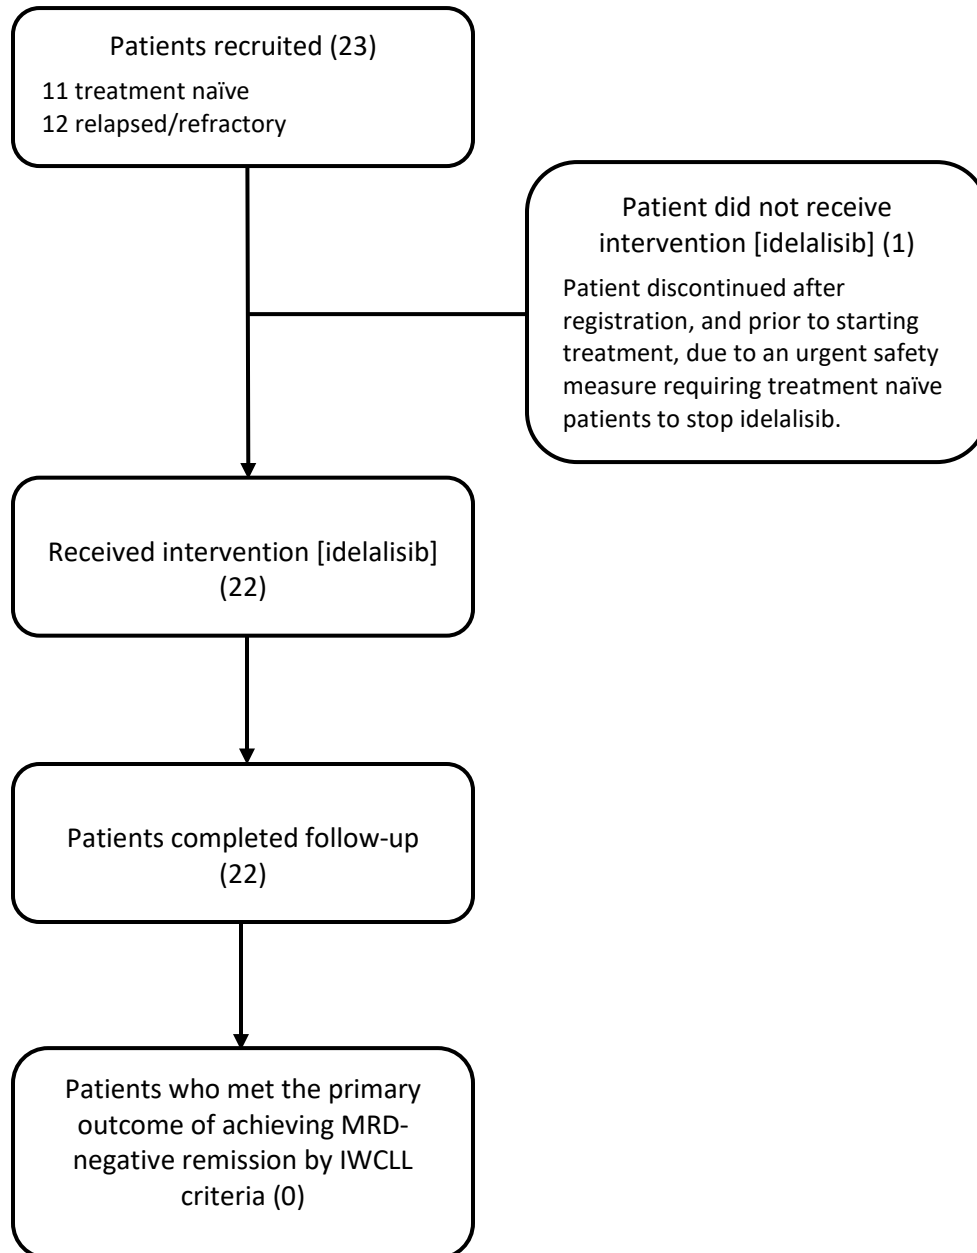 Patients recruited (23)
11 treatment naïve
12 relapsed/refractory
Patient did not receive
intervention [idelalisib] (1)
Patient discontinued after
registration, and prior to starting
treatment, due to an urgent safety
measure requiring treatment naïve
patients to stop idelalisib.
Received intervention [idelalisib]
(22)
Patients completed follow-up
(22)
Patients who met the primary
outcome of achieving MRD-
negative remission by IWCLL
criteria (0)